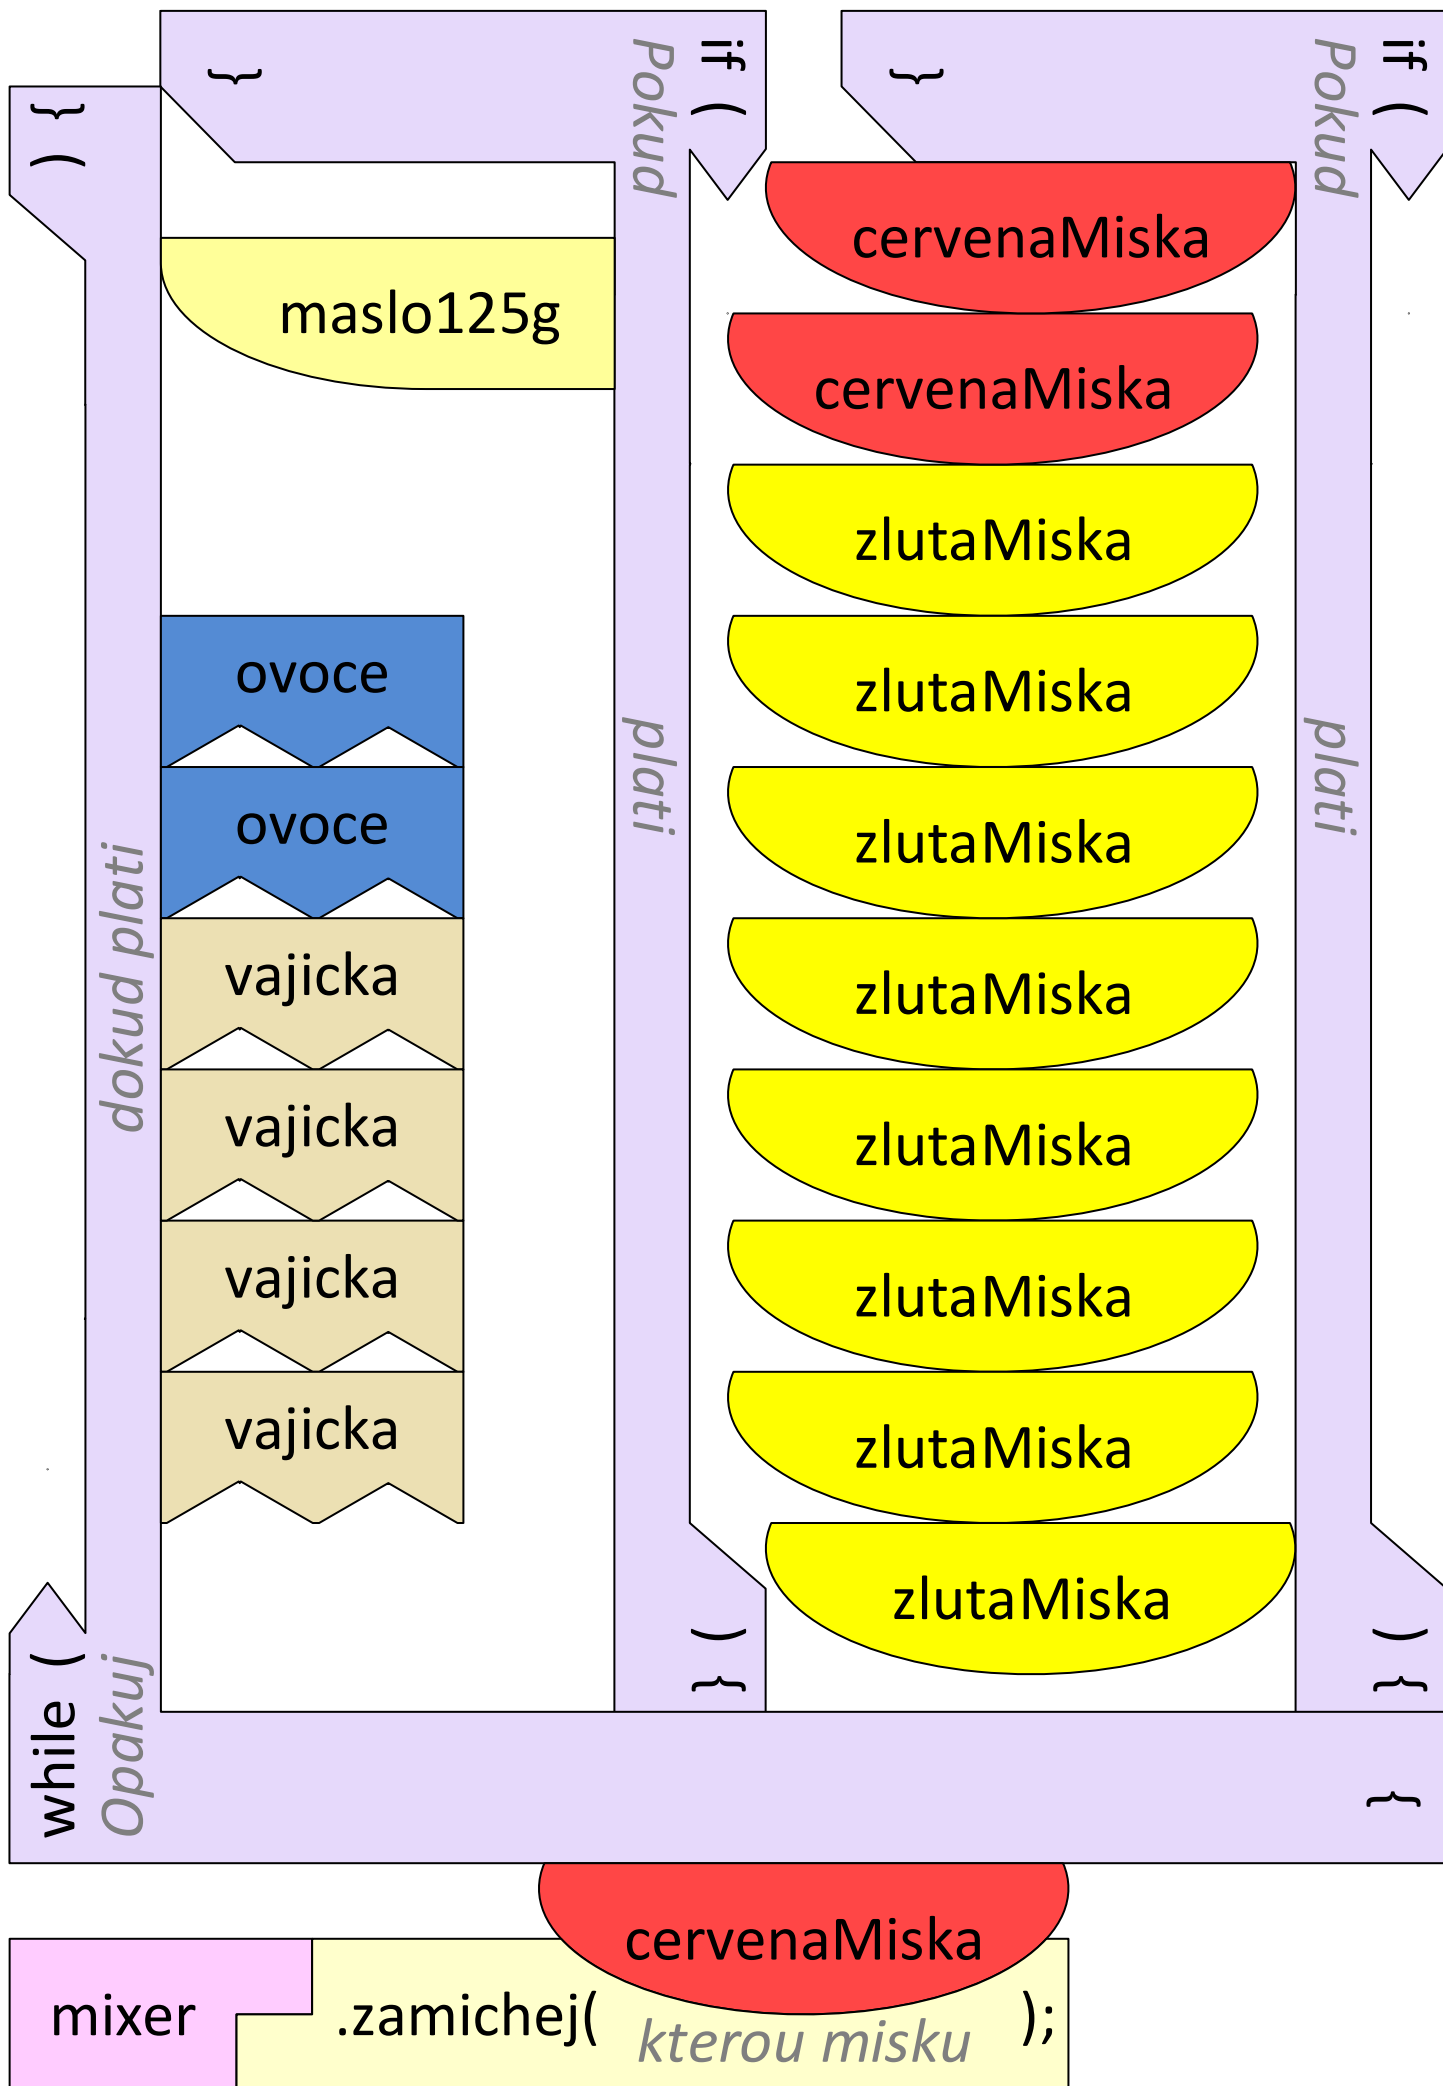 if (
Pokud
plati
) {
}
if (
Pokud
plati
) {
}
while (
Opakuj
dokud plati
) {
}
maslo125g
ovoce
ovoce
vajicka
vajicka
vajicka
vajicka
cervenaMiska
cervenaMiska
zlutaMiska
zlutaMiska
zlutaMiska
zlutaMiska
zlutaMiska
zlutaMiska
zlutaMiska
zlutaMiska
cervenaMiska
mixer .zamichej( );
kterou misku